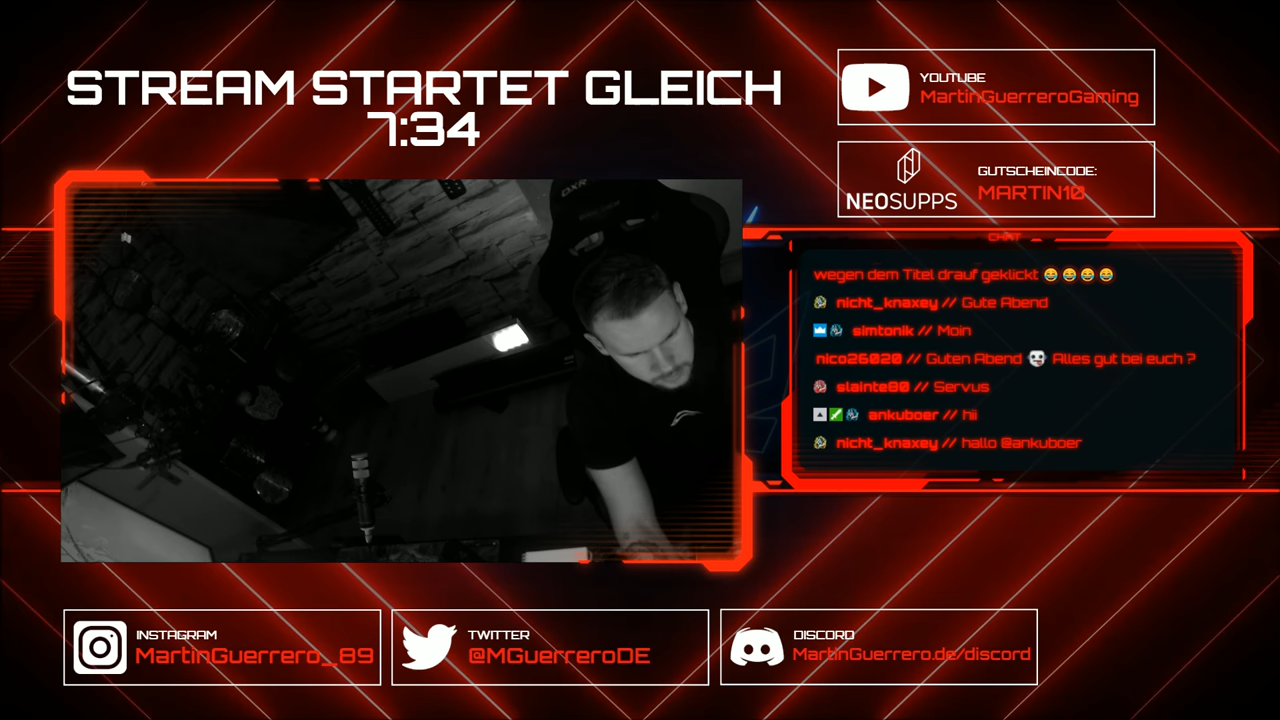 STREAM STARTET GLEICH
7:34
YOUTUBE
MartinGuerreroGaming
NEOSUPPS
GUTSCHEINCODE:
MARTIN10
DXR
CHAT
wegen dem Titel drauf geklickt 😂😂😂😂
nicht_knaxey // Gute Abend
simtonik // Moin
nico26020 // Guten Abend Alles gut bei euch ?
slainte80 // Servus
ankuboer // hii
nicht_knaxey // hallo @ankuboer
INSTAGRAM
MartinGuerrero_89
TWITTER
@MGuerreroDE
DISCORD
MartinGuerrero.de/discord